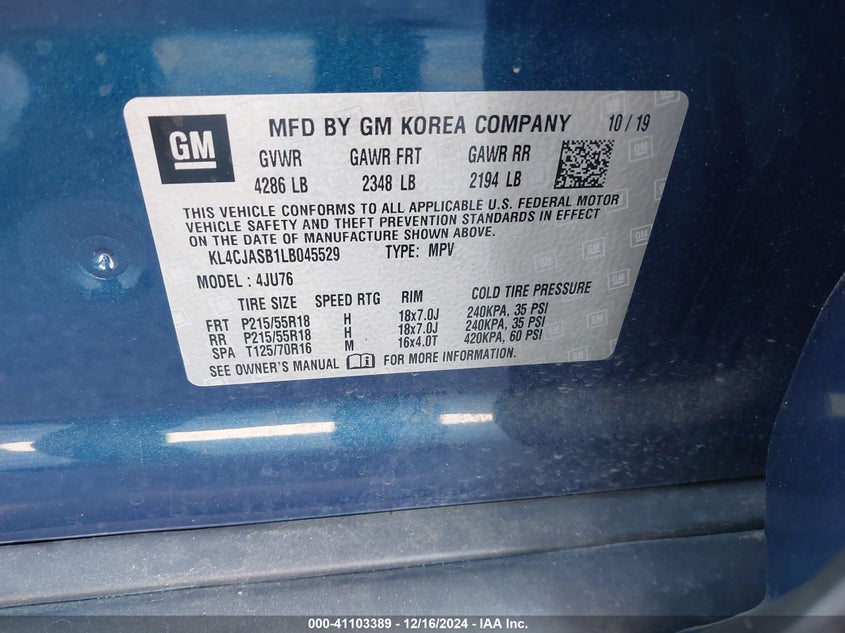 GM
MFD BY GM KOREA COMPANY 10 / 19
GVWR GAWR FRT GAWR RR
4286 LB 2348 LB 2194 LB
THIS VEHICLE CONFORMS TO ALL APPLICABLE U.S. FEDERAL MOTOR
VEHICLE SAFETY AND THEFT PREVENTION STANDARDS IN EFFECT
ON THE DATE OF MANUFACTURE SHOWN ABOVE.
KL4CJASB1LB045529 TYPE: MPV
MODEL : 4JU76
TIRE SIZE SPEED RTG RIM COLD TIRE PRESSURE
FRT P215/55R18 H 18x7.0J 240KPA, 35 PSI
RR P215/55R18 H 18x7.0J 240KPA, 35 PSI
SPA T125/70R16 M 16x4.0T 420KPA, 60 PSI
SEE OWNER'S MANUAL FOR MORE INFORMATION.
000-41103389 - 12/16/2024 - IAA Inc.